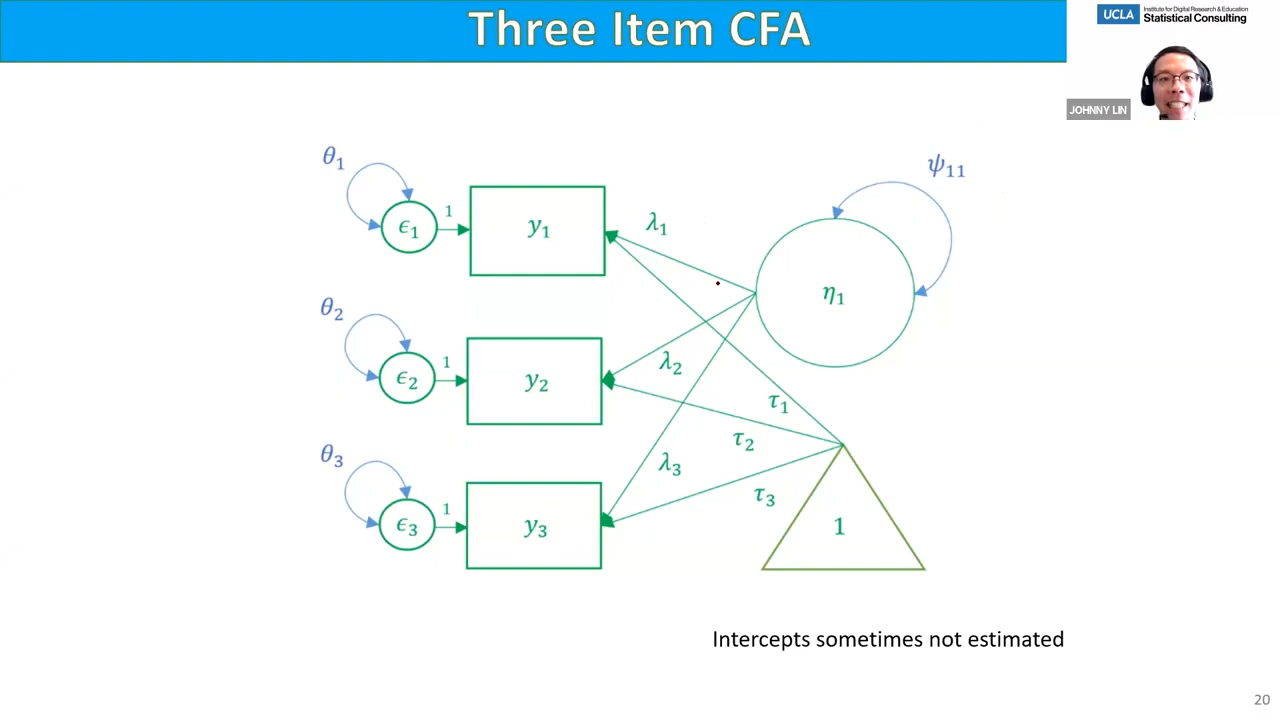 Three Item CFA
UCLA
Institute for Digital Research & Education
Statistical Consulting
JOHNNY LIN
θ₁
ϵ₁
1
y₁
λ₁
ψ₁₁
η₁
θ₂
ϵ₂
1
y₂
λ₂
τ₁
τ₂
θ₃
ϵ₃
1
y₃
λ₃
τ₃
1
Intercepts sometimes not estimated
20